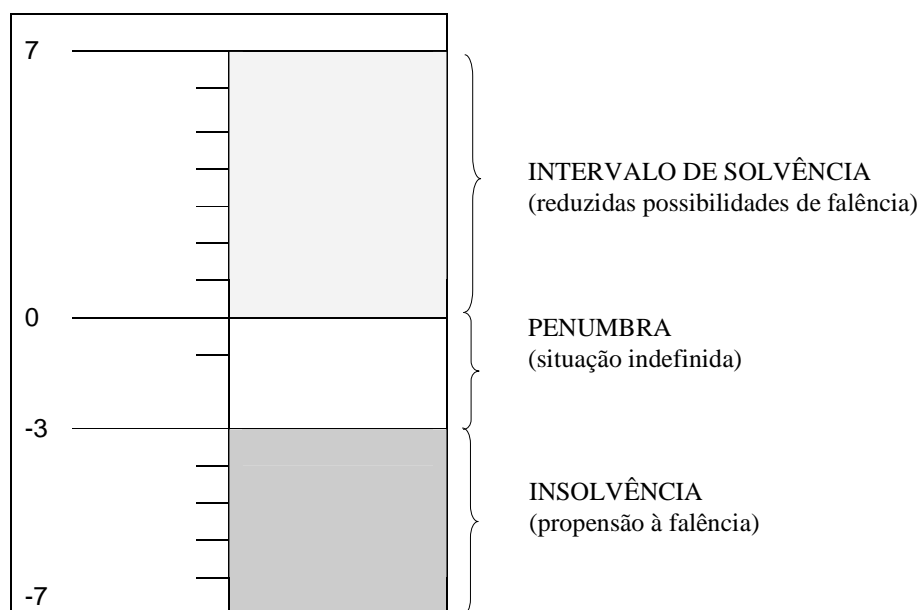 7
INTERVALO DE SOLVÊNCIA
(reduzidas possibilidades de falência)
0
PENUMBRA
(situação indefinida)
-3
INSOLVÊNCIA
(propensão à falência)
-7